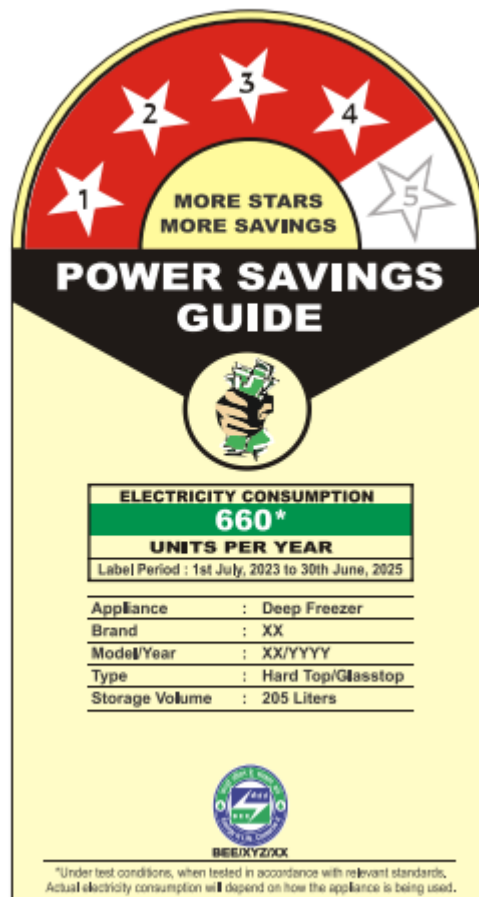 1
2
3
4
5
MORE STARS
MORE SAVINGS
POWER SAVINGS
GUIDE
ELECTRICITY CONSUMPTION
660*
UNITS PER YEAR
Label Period : 1st July, 2023 to 30th June, 2025
Appliance : Deep Freezer
Brand : XX
Model/Year : XX/YYYY
Type : Hard Top/Glasstop
Storage Volume : 205 Liters
BEE/XYZ/XX
*Under test conditions, when tested in accordance with relevant standards,
Actual electricity consumption will depend on how the appliance is being used.